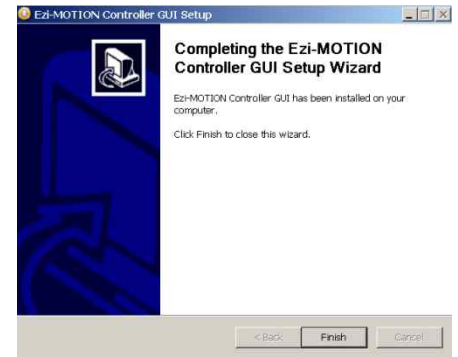 Ezi-MOTION Controller GUI Setup
Completing the Ezi-MOTION
Controller GUI Setup Wizard
Ezi-MOTION Controller GUI has been installed on your
computer.
Click Finish to close this wizard.
< Back Finish Cancel